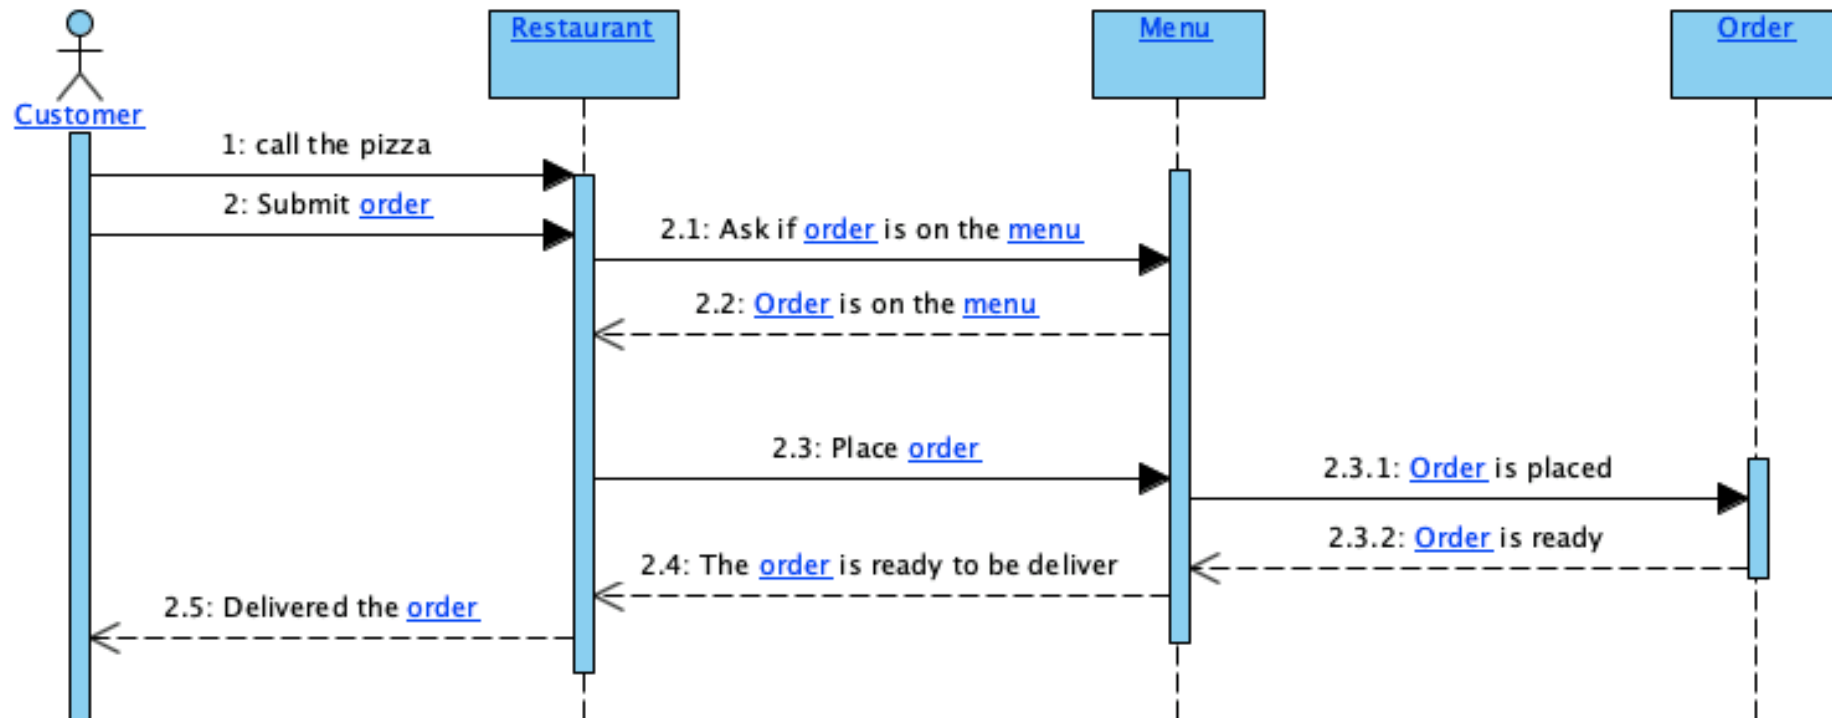 Restaurant
Menu
Order
Customer
1: call the pizza
2: Submit order
2.1: Ask if order is on the menu
2.2: Order is on the menu
2.3: Place order
2.3.1: Order is placed
2.3.2: Order is ready
2.4: The order is ready to be deliver
2.5: Delivered the order